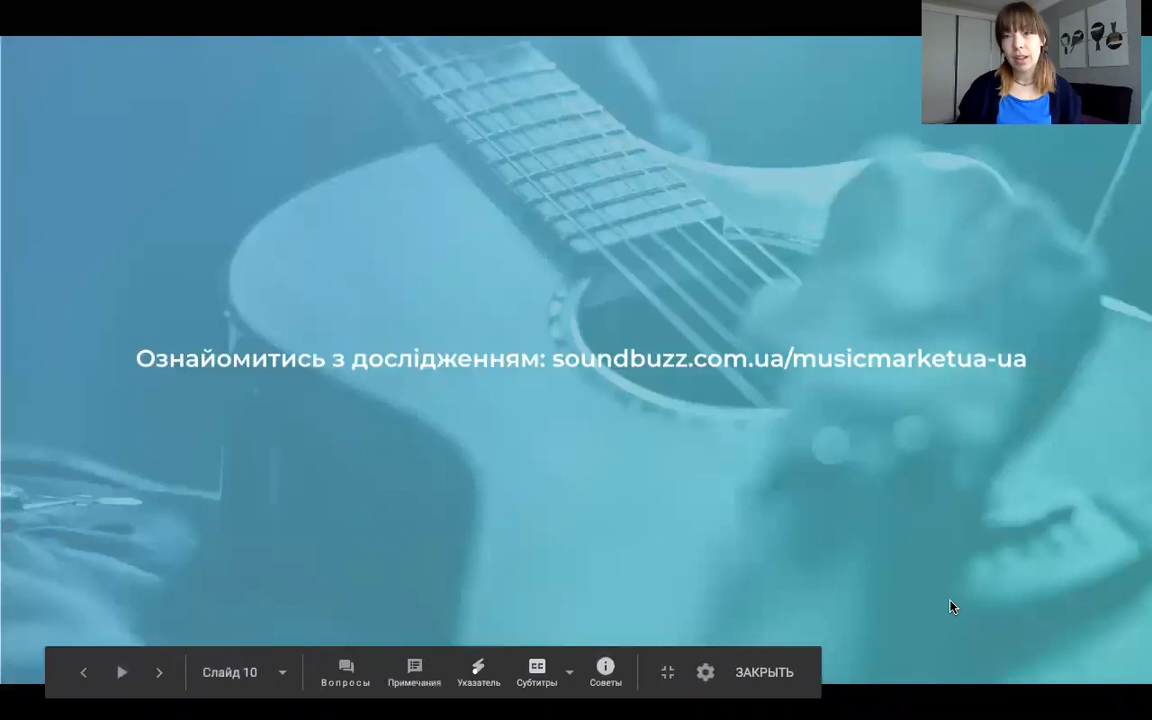 Ознайомитись з дослідженням: soundbuzz.com.ua/musicmarketua-ua
Слайд 10
Вопросы
Примечания
Указатель
Субтитры
Советы
ЗАКРЫТЬ